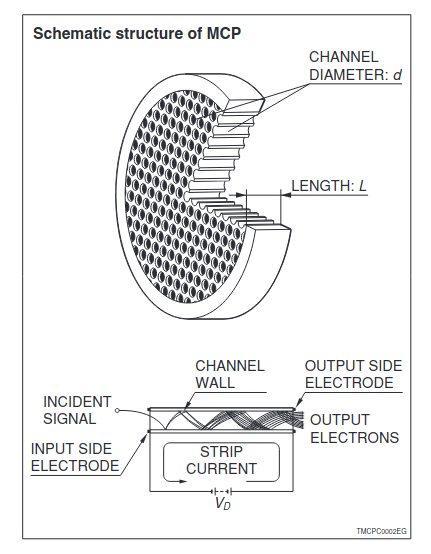 Schematic structure of MCP
CHANNEL
DIAMETER: d
LENGTH: L
CHANNEL
WALL
OUTPUT SIDE
ELECTRODE
INCIDENT
SIGNAL
OUTPUT
ELECTRONS
INPUT SIDE
ELECTRODE
STRIP
CURRENT
VD
TMCPC0002EG